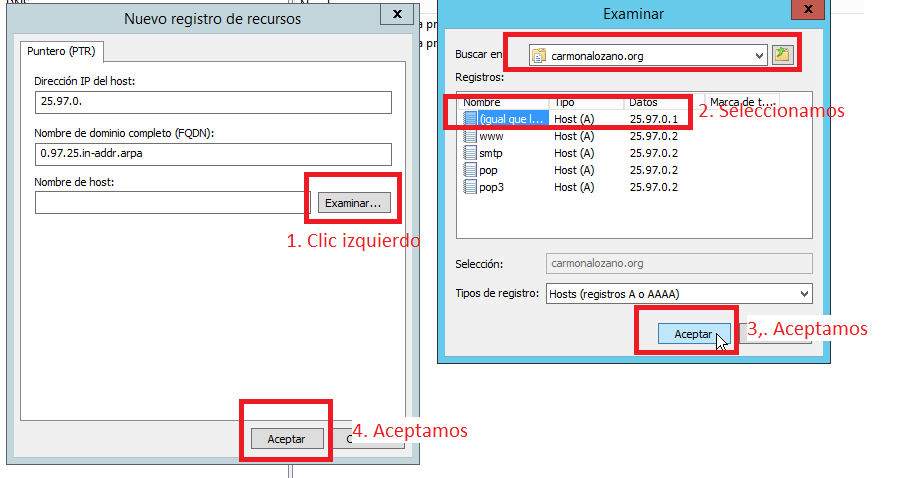 Nuevo registro de recursos
x
Puntero (PTR)
Dirección IP del host:
25.97.0.
Nombre de dominio completo (FQDN):
0.97.25.in-addr.arpa
Nombre de host:
Examinar...
1. Clic izquierdo
Aceptar
4. Aceptamos
Examinar
x
Buscar en
carmonalozano.org
Registros:
Nombre Tipo Datos Marca de t...
2. Seleccionamos
(igual que l... Host (A) 25.97.0.1
www Host (A) 25.97.0.2
smtp Host (A) 25.97.0.2
pop Host (A) 25.97.0.2
pop3 Host (A) 25.97.0.2
Selección: carmonalozano.org
Tipos de registro: Hosts (registros A o AAAA)
Aceptar
3,. Aceptamos